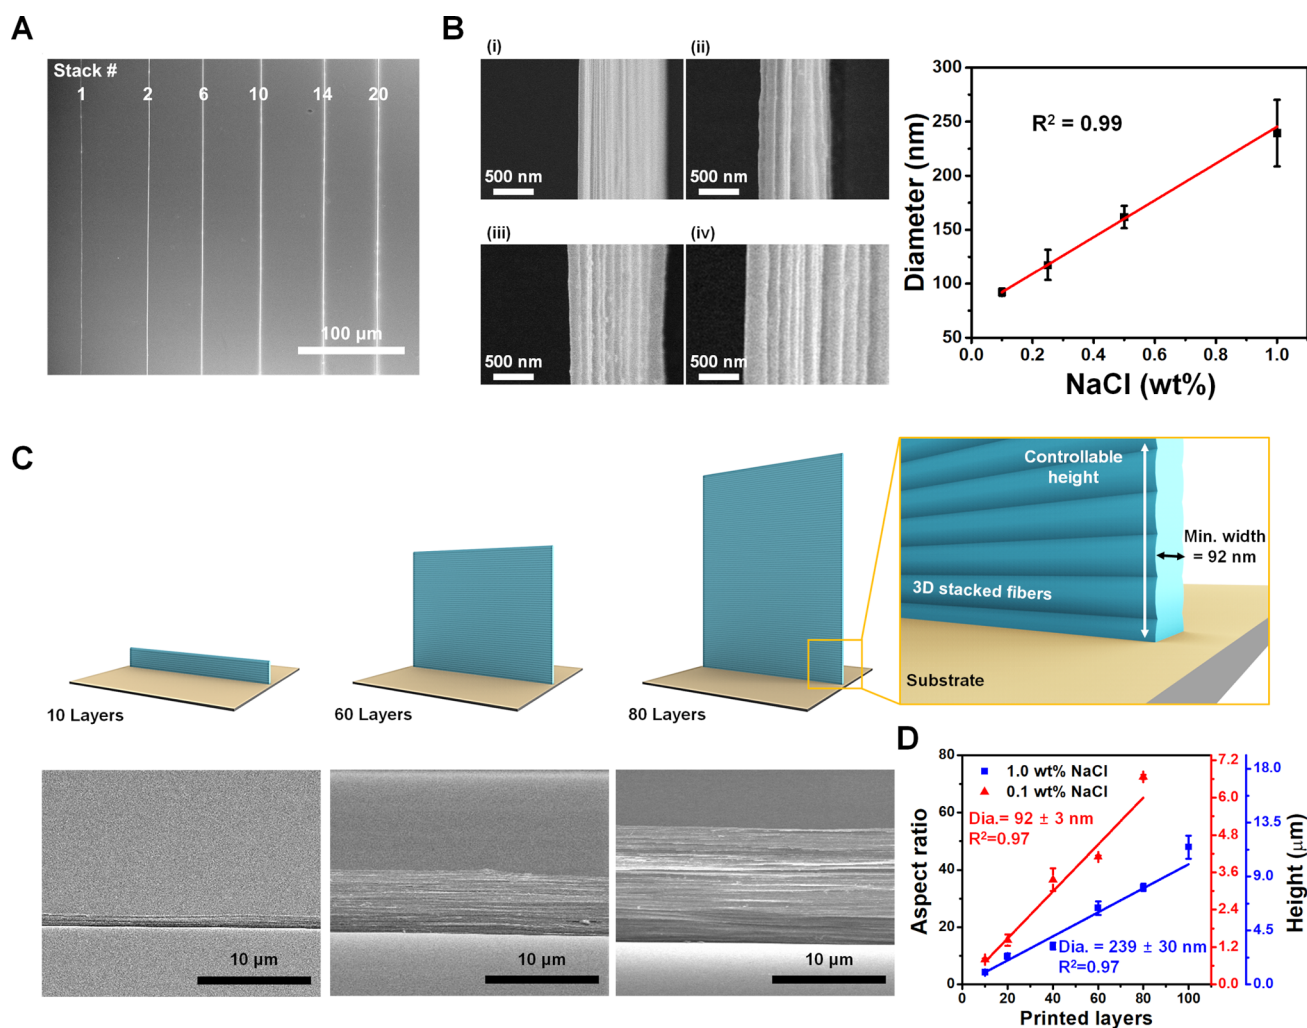 A
Stack #
1 2 6 10 14 20
100 µm
B
(i)
500 nm
(ii)
500 nm
(iii)
500 nm
(iv)
500 nm
300
250
200
150
100
50
Diameter (nm)
R² = 0.99
0.0 0.2 0.4 0.6 0.8 1.0
NaCl (wt%)
C
10 Layers
60 Layers
80 Layers
Controllable
height
Min. width
= 92 nm
3D stacked fibers
Substrate
10 µm
10 µm
10 µm
D
80
60
40
20
0
Aspect ratio
1.0 wt% NaCl
0.1 wt% NaCl
Dia.= 92 ± 3 nm
R²=0.97
Dia. = 239 ± 30 nm
R²=0.97
7.2
6.0
4.8
3.6
2.4
1.2
0.0
18.0
13.5
9.0
4.5
0.0
Height (µm)
0 20 40 60 80 100
Printed layers